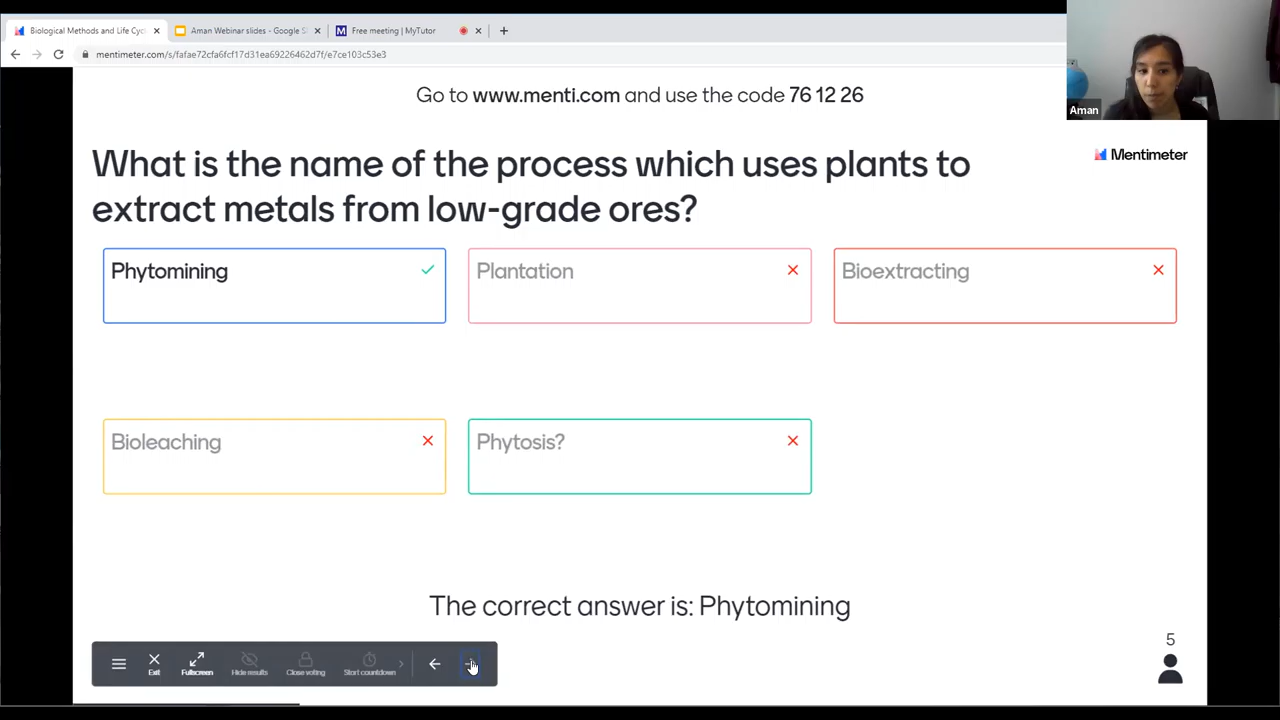 Biological Methods and Life Cyc
Aman Webinar slides - Google S
Free meeting | MyTutor
mentimeter.com/s/fafae72cfa6fcf17d31ea69226462d7f/e7ce103c53e3
Aman
Go to www.menti.com and use the code 76 12 26
Mentimeter
What is the name of the process which uses plants to
extract metals from low-grade ores?
Phytomining
Plantation
Bioextracting
Bioleaching
Phytosis?
The correct answer is: Phytomining
5
Exit
Fullscreen
Hide results
Close voting
Start countdown